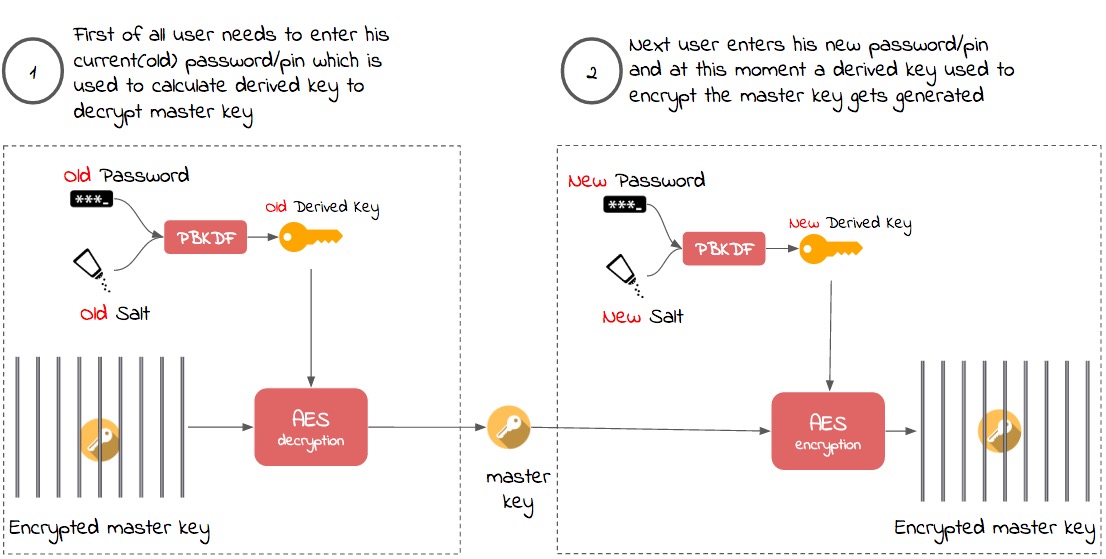 1
First of all user needs to enter his
current(old) password/pin which is
used to calculate derived key to
decrypt master key
2
Next user enters his new password/pin
and at this moment a derived key used to
encrypt the master key gets generated
Old Password
***_
Old Derived Key
PBKDF
Old Salt
AES
decryption
Encrypted master key
master
key
New Password
***_
New Derived Key
PBKDF
New Salt
AES
encryption
Encrypted master key